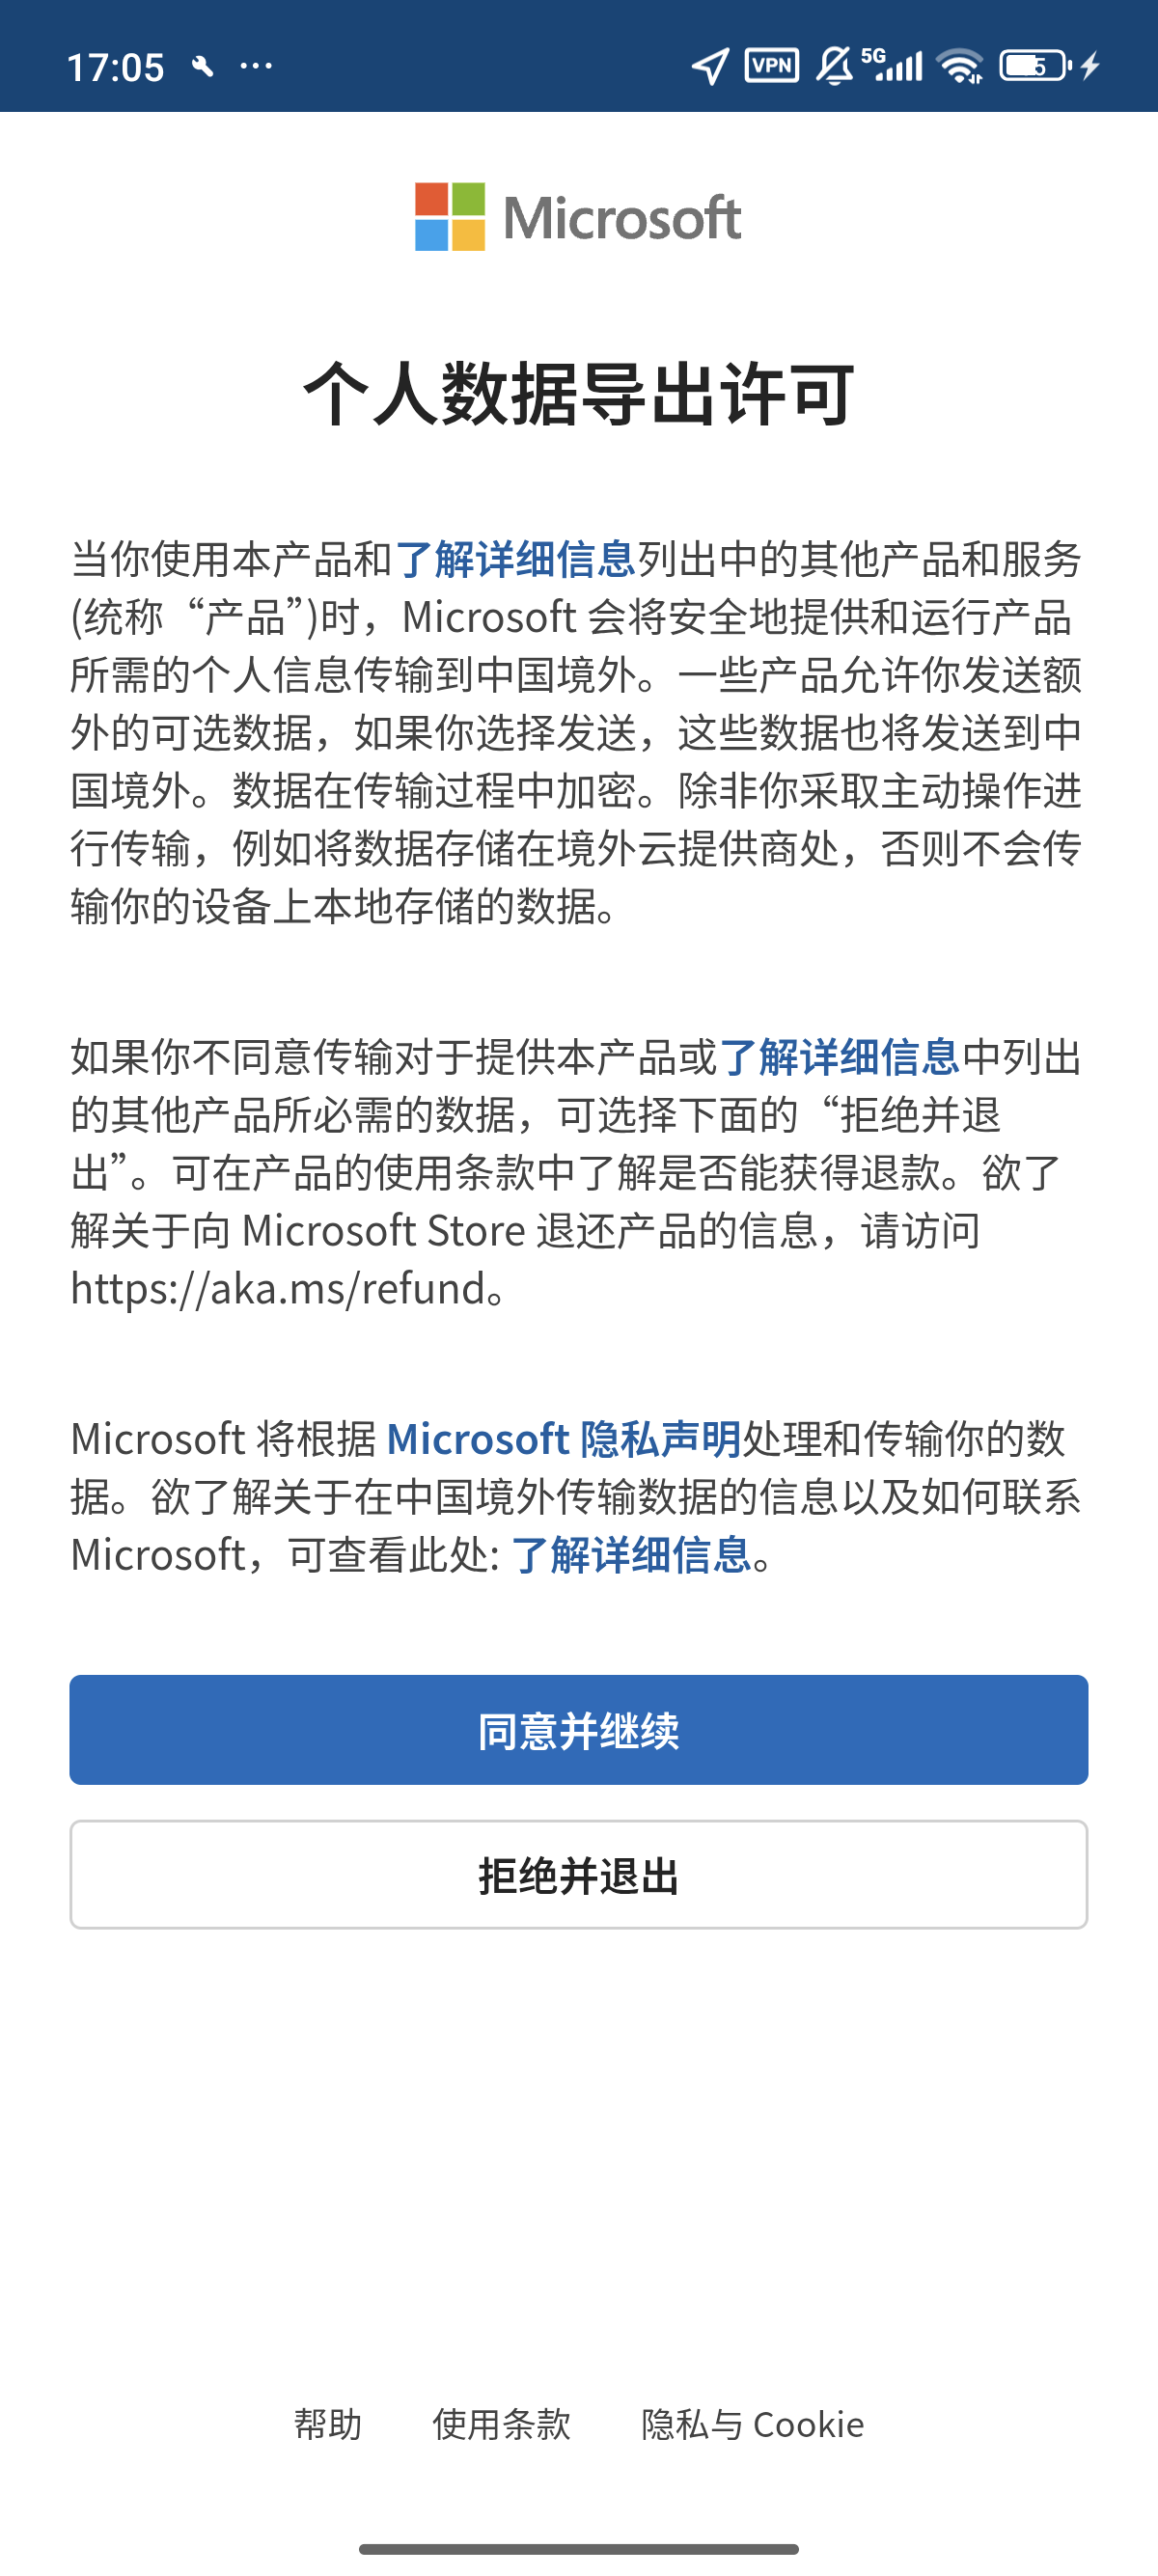 17:05 ...
VPN 5G
Microsoft
个人数据导出许可
当你使用本产品和了解详细信息列出中的其他产品和服务
(统称“产品”)时，Microsoft 会将安全地提供和运行产品
所需的个人信息传输到中国境外。一些产品允许你发送额
外的可选数据，如果你选择发送，这些数据也将发送到中
国境外。数据在传输过程中加密。除非你采取主动操作进
行传输，例如将数据存储在境外云提供商处，否则不会传
输你的设备上本地存储的数据。
如果你不同意传输对于提供本产品或了解详细信息中列出
的其他产品所必需的数据，可选择下面的“拒绝并退
出”。可在产品的使用条款中了解是否能获得退款。欲了
解关于向 Microsoft Store 退还产品的信息，请访问
https://aka.ms/refund。
Microsoft 将根据 Microsoft 隐私声明处理和传输你的数
据。欲了解关于在中国境外传输数据的信息以及如何联系
Microsoft，可查看此处: 了解详细信息。
同意并继续
拒绝并退出
帮助 使用条款 隐私与 Cookie